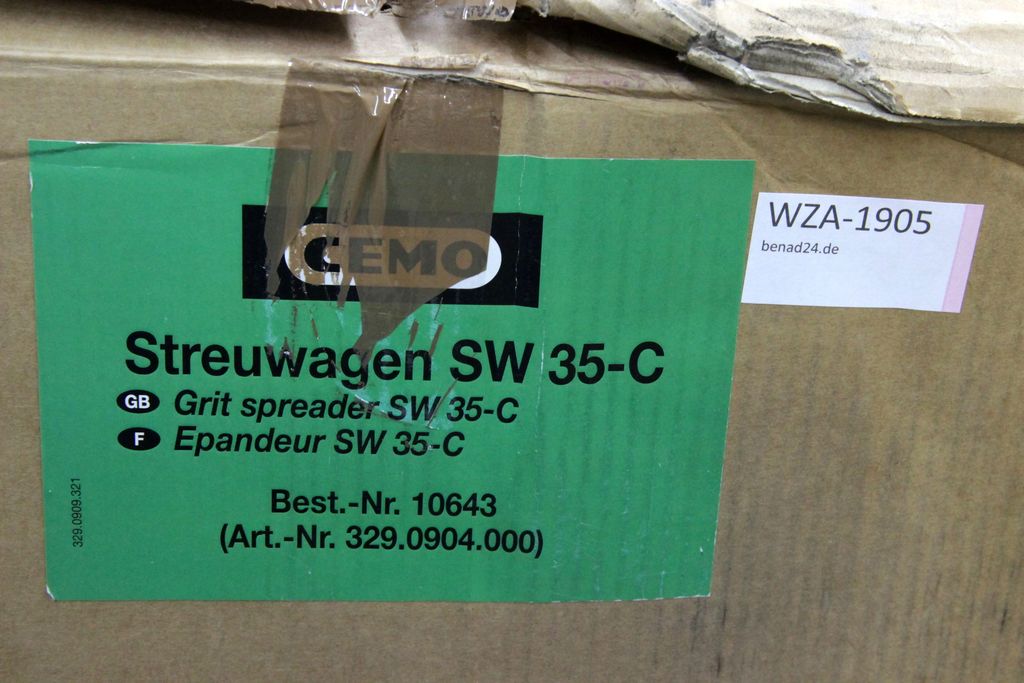 CEMO
WZA-1905
benad24.de
Streuwagen SW 35-C
GB Grit spreader SW 35-C
F Epandeur SW 35-C
Best.-Nr. 10643
(Art.-Nr. 329.0904.000)
329.0909.321